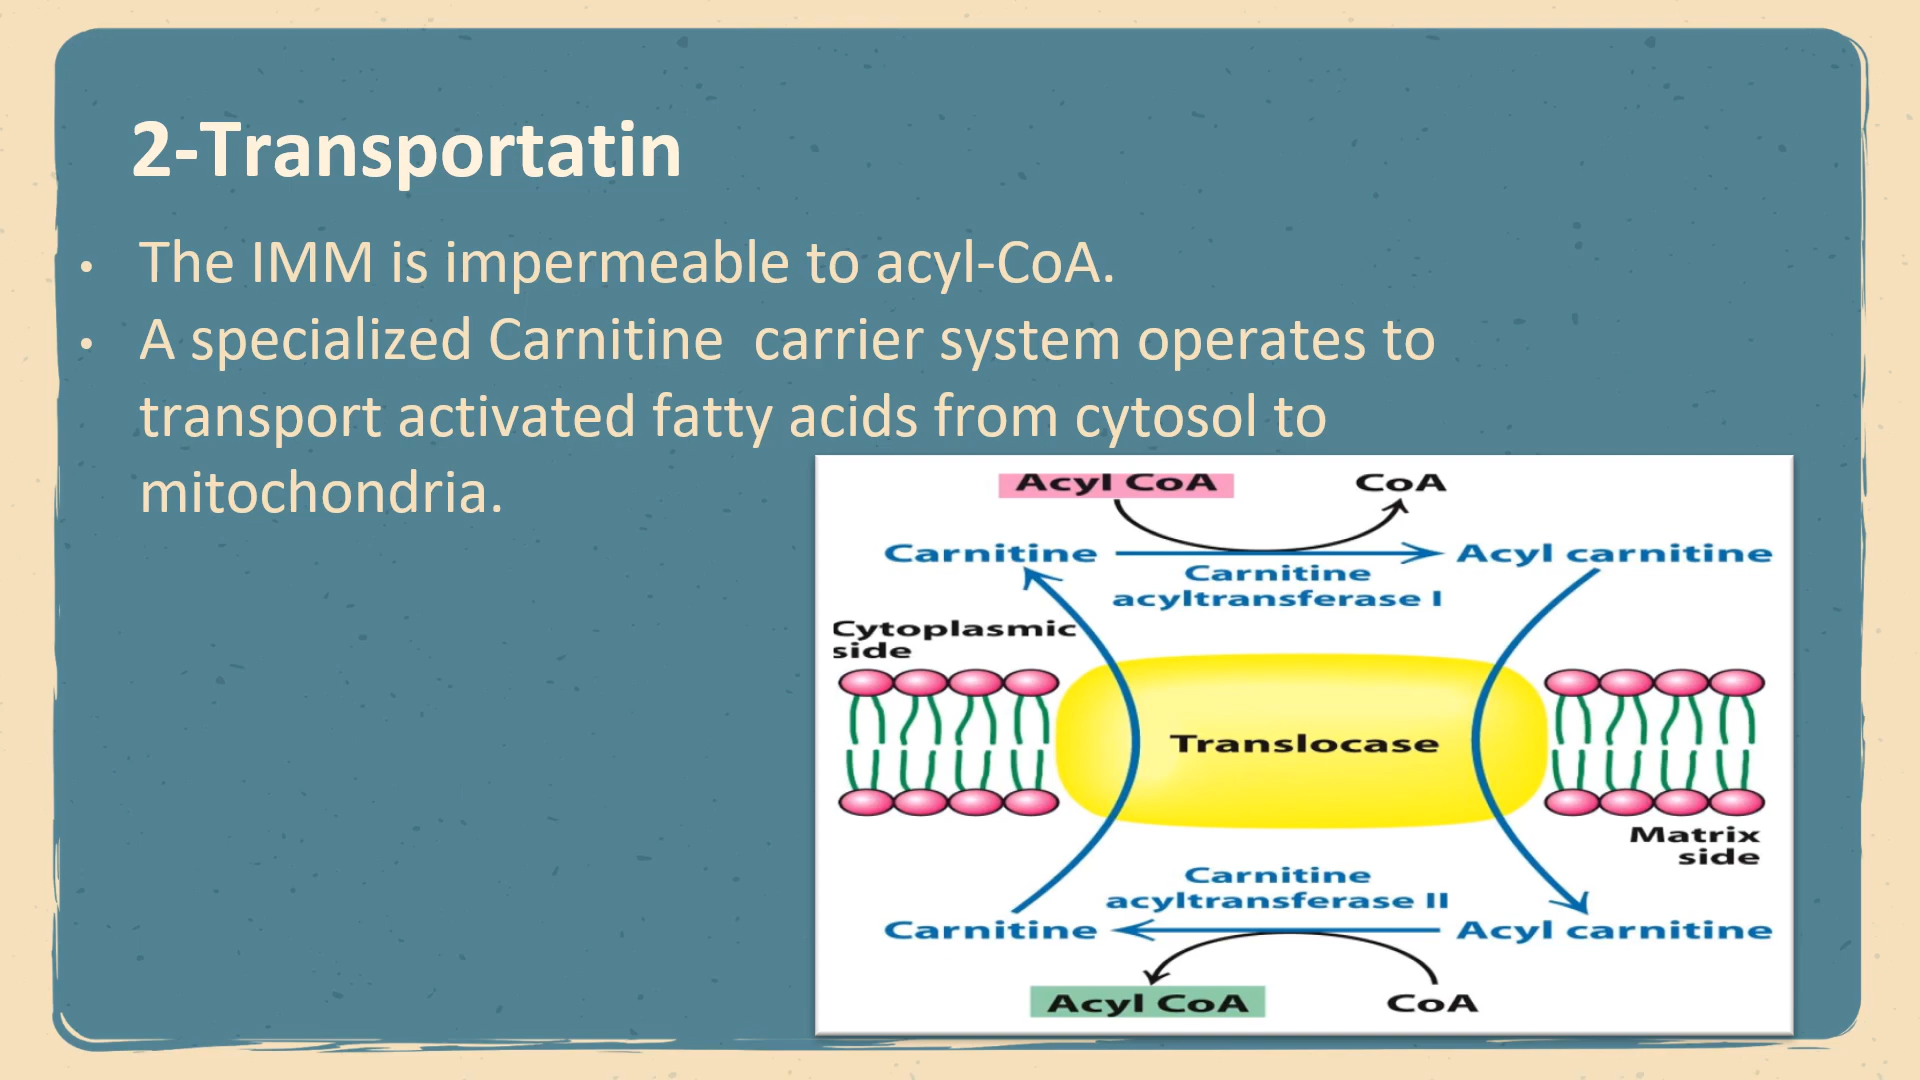 2-Transportatin
• The IMM is impermeable to acyl-CoA.
• A specialized Carnitine  carrier system operates to
transport activated fatty acids from cytosol to
mitochondria.
Acyl CoA
CoA
Carnitine
Acyl carnitine
Carnitine
acyltransferase I
Cytoplasmic
side
Translocase
Matrix
side
Carnitine
acyltransferase II
Carnitine
Acyl carnitine
Acyl CoA
CoA